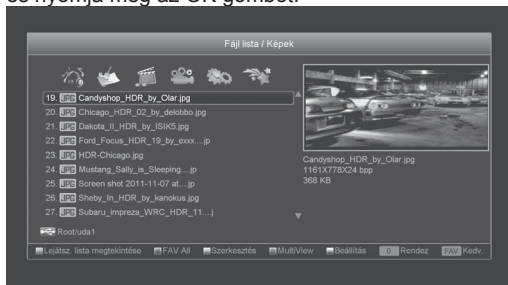 és nyomja meg az OK gombot.
Fájl lista / Képek
19. JPG Candyshop_HDR_by_Olar.jpg
20. JPG Chicago_HDR_02_by_delobbo.jpg
21. JPG Dakota_II_HDR_by_ISIK5.jpg
22. JPG Ford_Focus_HDR_19_by_exxx....jp
23. JPG HDR-Chicago.jpg
24. JPG Mustang_Sally_is_Sleeping....jp
25. JPG Screen shot 2011-11-07 at....jp
26. JPG Sheby_In_HDR_by_kanokus.jpg
27. JPG Subaru_impreza_WRC_HDR_11....j
Candyshop_HDR_by_Olar.jpg
1161X778X24 bpp
368 KB
Root/uda1
Lejátsz. lista megtekintése FAV All Szerkesztés MultiView Beállítás 0 Rendez FAV Kedv.